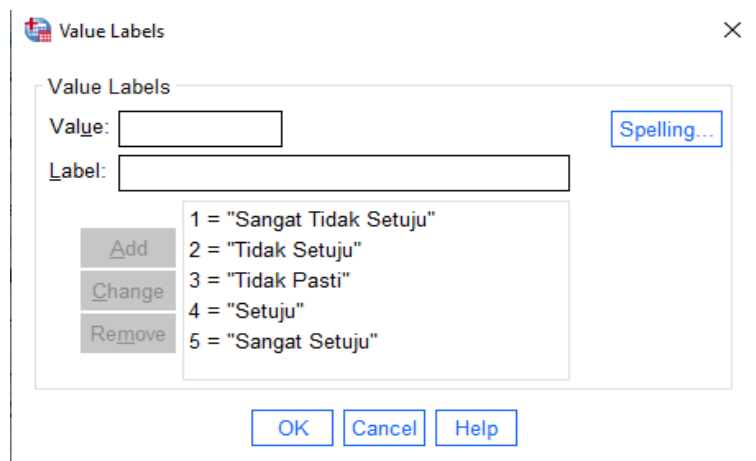 Value Labels
Value Labels
Value:
Spelling...
Label:
1 = "Sangat Tidak Setuju"
Add
2 = "Tidak Setuju"
3 = "Tidak Pasti"
Change
4 = "Setuju"
Remove
5 = "Sangat Setuju"
OK
Cancel
Help